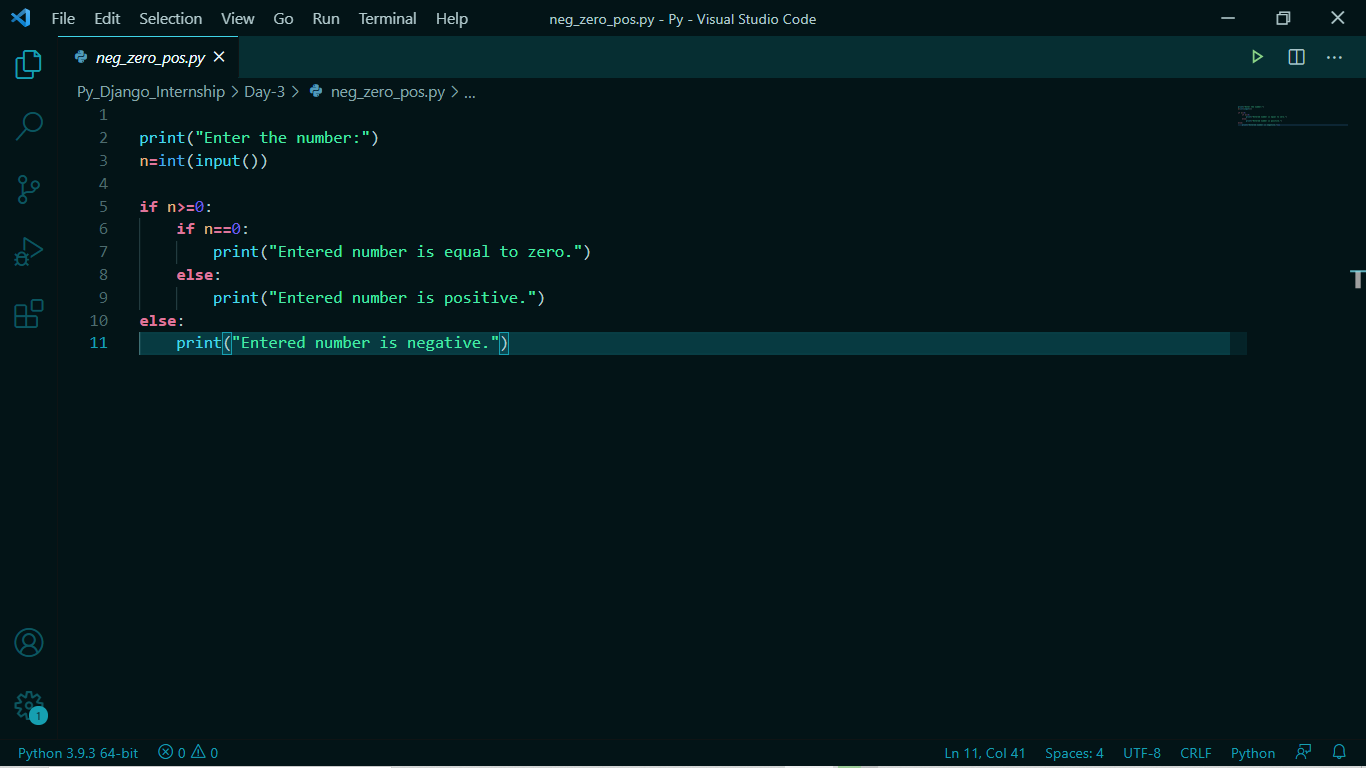 File Edit Selection View Go Run Terminal Help neg_zero_pos.py - Py - Visual Studio Code
neg_zero_pos.py
Py_Django_Internship > Day-3 > neg_zero_pos.py > ...
1
2 print("Enter the number:")
3 n=int(input())
4
5 if n>=0:
6     if n==0:
7         print("Entered number is equal to zero.")
8     else:
9         print("Entered number is positive.")
10 else:
11     print("Entered number is negative.")
T
1
Python 3.9.3 64-bit 0 0 Ln 11, Col 41 Spaces: 4 UTF-8 CRLF Python